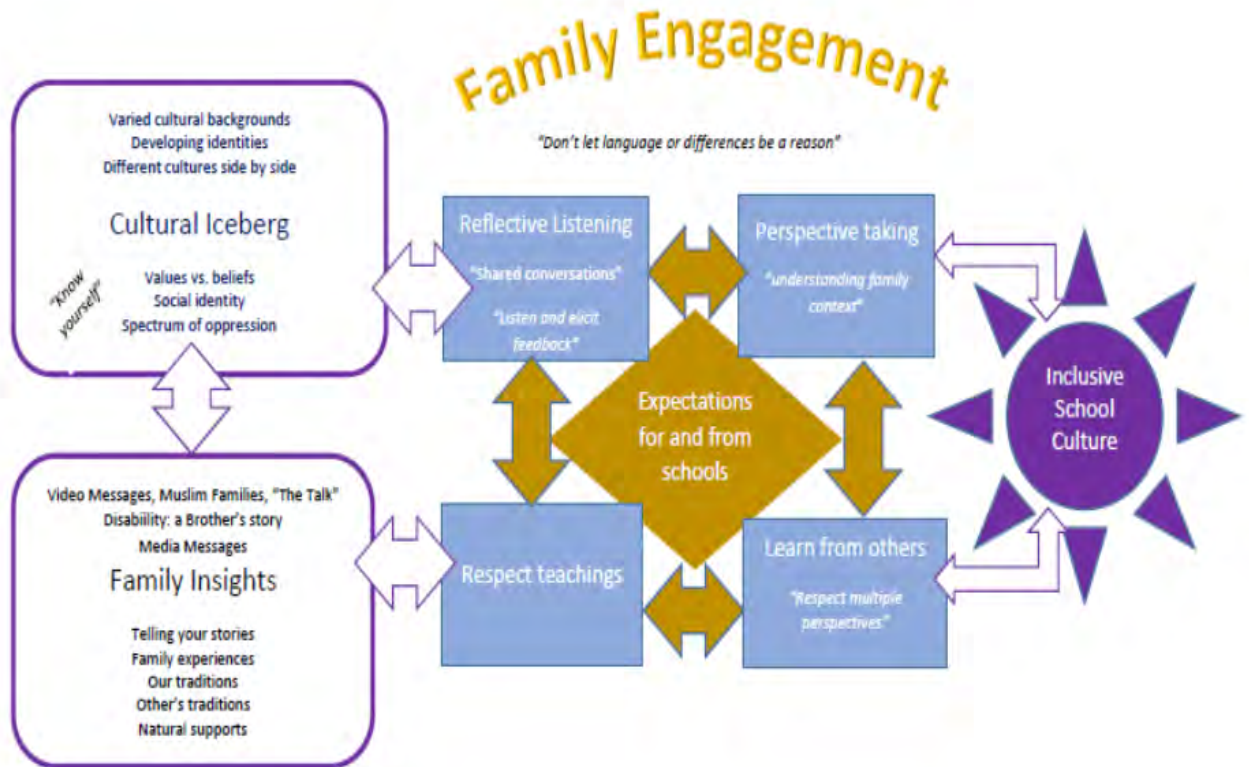 Family Engagement
"Don't let language or differences be a reason"
Varied cultural backgrounds
Developing identities
Different cultures side by side
Cultural Iceberg
"Know
yourself"
Values vs. beliefs
Social identity
Spectrum of oppression
Reflective Listening
"Shared conversations"
"Listen and elicit
feedback"
Perspective taking
"understanding family
context"
Expectations
for and from
schools
Inclusive
School
Culture
Video Messages, Muslim Families, "The Talk"
Disability: a Brother's story
Media Messages
Family Insights
Telling your stories
Family experiences
Our traditions
Other's traditions
Natural supports
Respect teachings
Learn from others
"Respect multiple
perspectives"